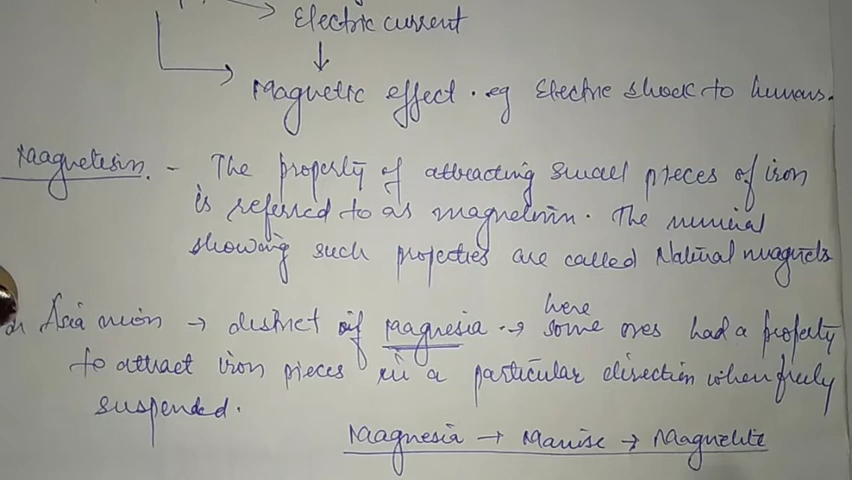 Electric current
↓
Magnetic effect. eg Electric shock to humans.
Magnetism. - The property of attracting small pieces of iron
is referred to as magnetism. The mineral
showing such properties are called Natural magnets
In Asia minor → district of Magnesia → here some ores had a property
to attract iron pieces in a particular direction when freely
suspended.
Magnesia → → Magnetite